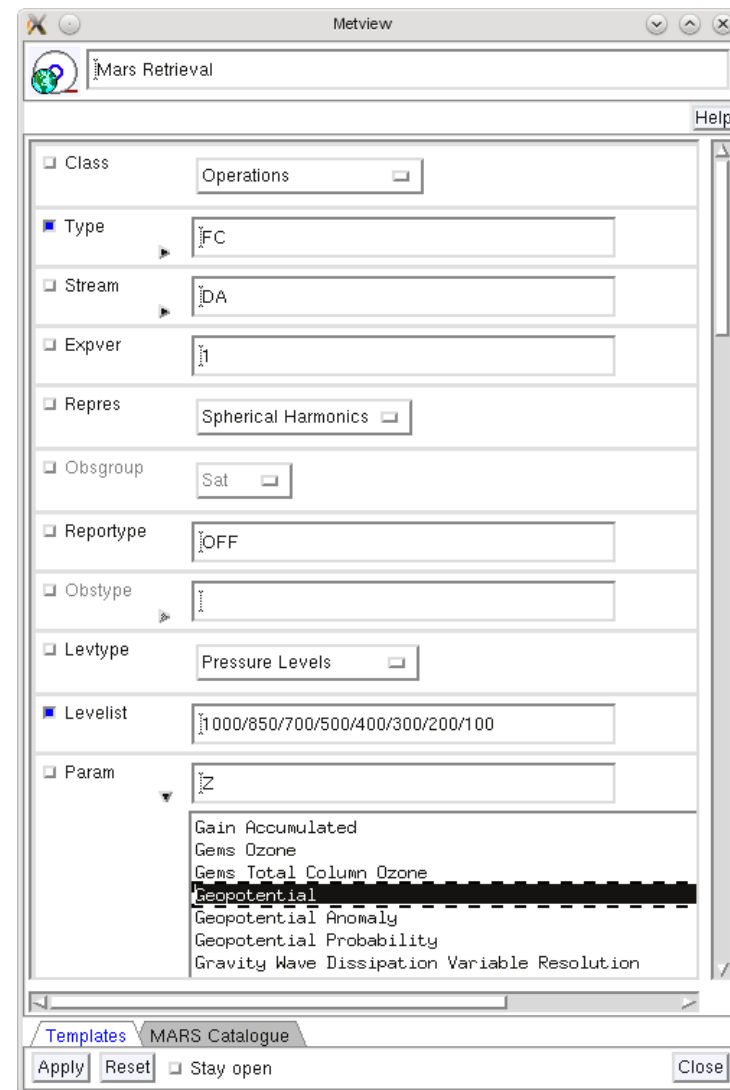 Metview
Mars Retrieval
Help
Class Operations
Type FC
Stream DA
Expver 1
Repres Spherical Harmonics
Obsgroup Sat
Reportype OFF
Obstype
Levtype Pressure Levels
Levelist 1000/850/700/500/400/300/200/100
Param Z
Gain Accumulated
Gems Ozone
Gems Total Column Ozone
Geopotential
Geopotential Anomaly
Geopotential Probability
Gravity Wave Dissipation Variable Resolution
Templates MARS Catalogue
Apply Reset Stay open Close